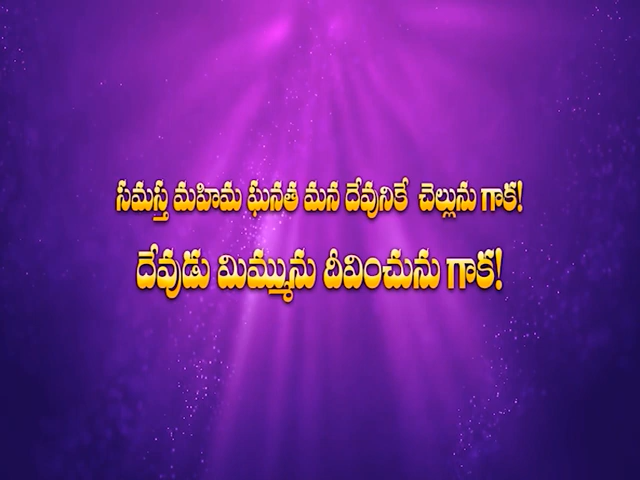 సమస్త మహిమ ఘనత మన దేవునికే చెల్లును గాక!
దేవుడు మిమ్మును దీవించును గాక!